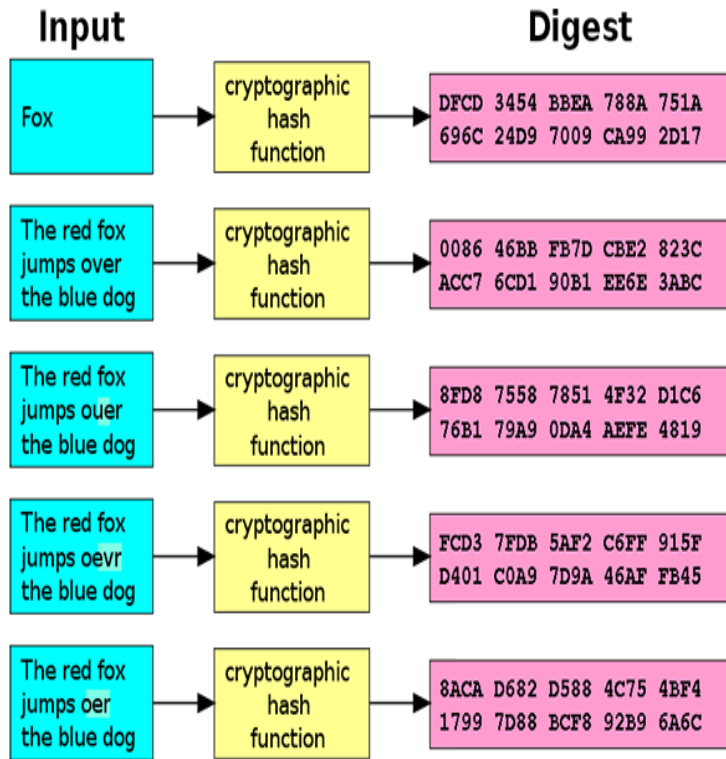 Input
Digest
Fox
cryptographic
hash
function
DFCD 3454 BBEA 788A 751A
696C 24D9 7009 CA99 2D17
The red fox
jumps over
the blue dog
cryptographic
hash
function
0086 46BB FB7D CBE2 823C
ACC7 6CD1 90B1 EE6E 3ABC
The red fox
jumps ouer
the blue dog
cryptographic
hash
function
8FD8 7558 7851 4F32 D1C6
76B1 79A9 0DA4 AEFE 4819
The red fox
jumps oevr
the blue dog
cryptographic
hash
function
FCD3 7FDB 5AF2 C6FF 915F
D401 C0A9 7D9A 46AF FB45
The red fox
jumps oer
the blue dog
cryptographic
hash
function
8ACA D682 D588 4C75 4BF4
1799 7D88 BCF8 92B9 6A6C